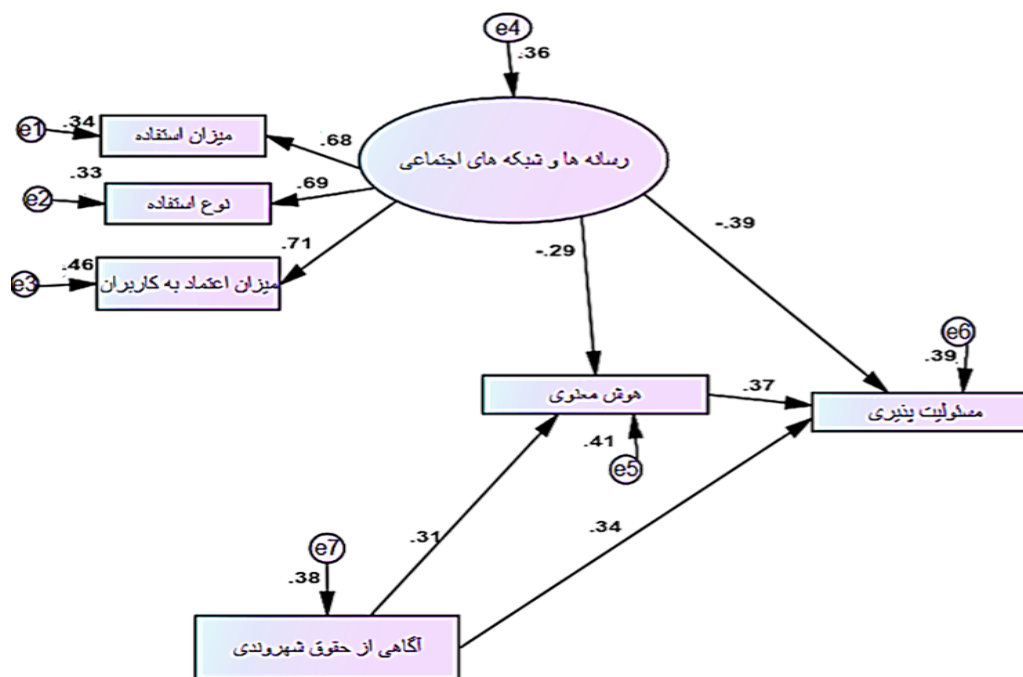 e4
.36
رسانه ها و شبکه های اجتماعی
e1
.34
میزان استفاده
.68
e2
.33
نوع استفاده
.69
e3
.46
میزان اعتماد به کاربران
.71
-.29
-.39
e6
.39
هوش معنوی
.37
مسئولیت پذیری
.41
e5
.31
.34
e7
.38
آگاهی از حقوق شهروندی